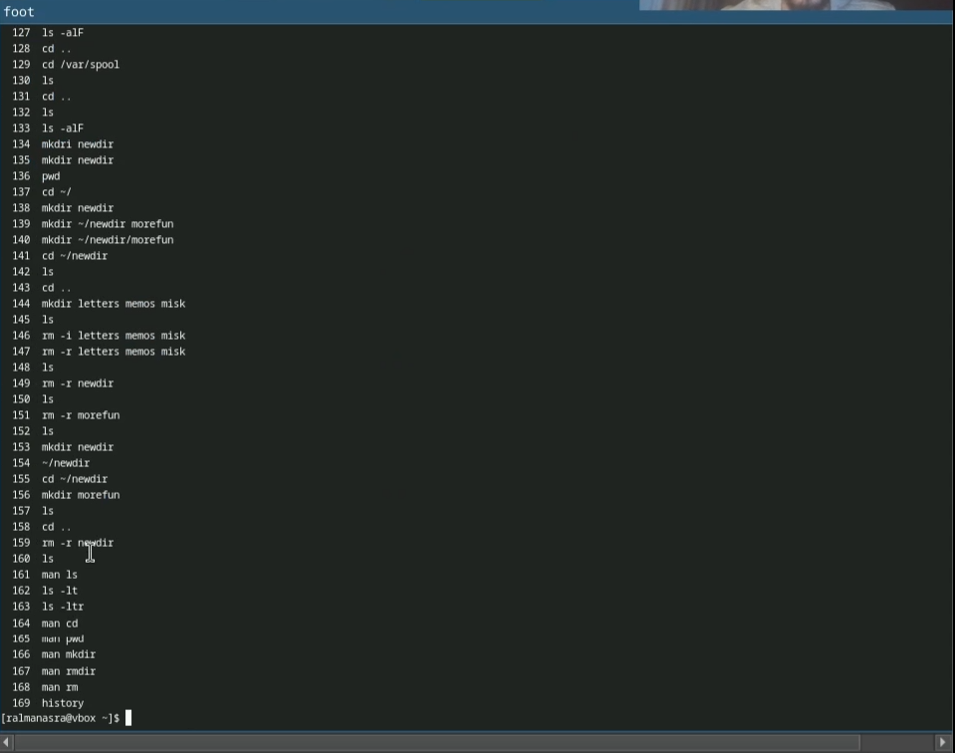 foot
127 ls -alF
128 cd ..
129 cd /var/spool
130 ls
131 cd ..
132 ls
133 ls -alF
134 mkdri newdir
135 mkdir newdir
136 pwd
137 cd ~/
138 mkdir newdir
139 mkdir ~/newdir morefun
140 mkdir ~/newdir/morefun
141 cd ~/newdir
142 ls
143 cd ..
144 mkdir letters memos misk
145 ls
146 rm -i letters memos misk
147 rm -r letters memos misk
148 ls
149 rm -r newdir
150 ls
151 rm -r morefun
152 ls
153 mkdir newdir
154 ~/newdir
155 cd ~/newdir
156 mkdir morefun
157 ls
158 cd ..
159 rm -r newdir
160 ls
161 man ls
162 ls -lt
163 ls -ltr
164 man cd
165 man pwd
166 man mkdir
167 man rmdir
168 man rm
169 history
[ralmanasra@vbox ~]$